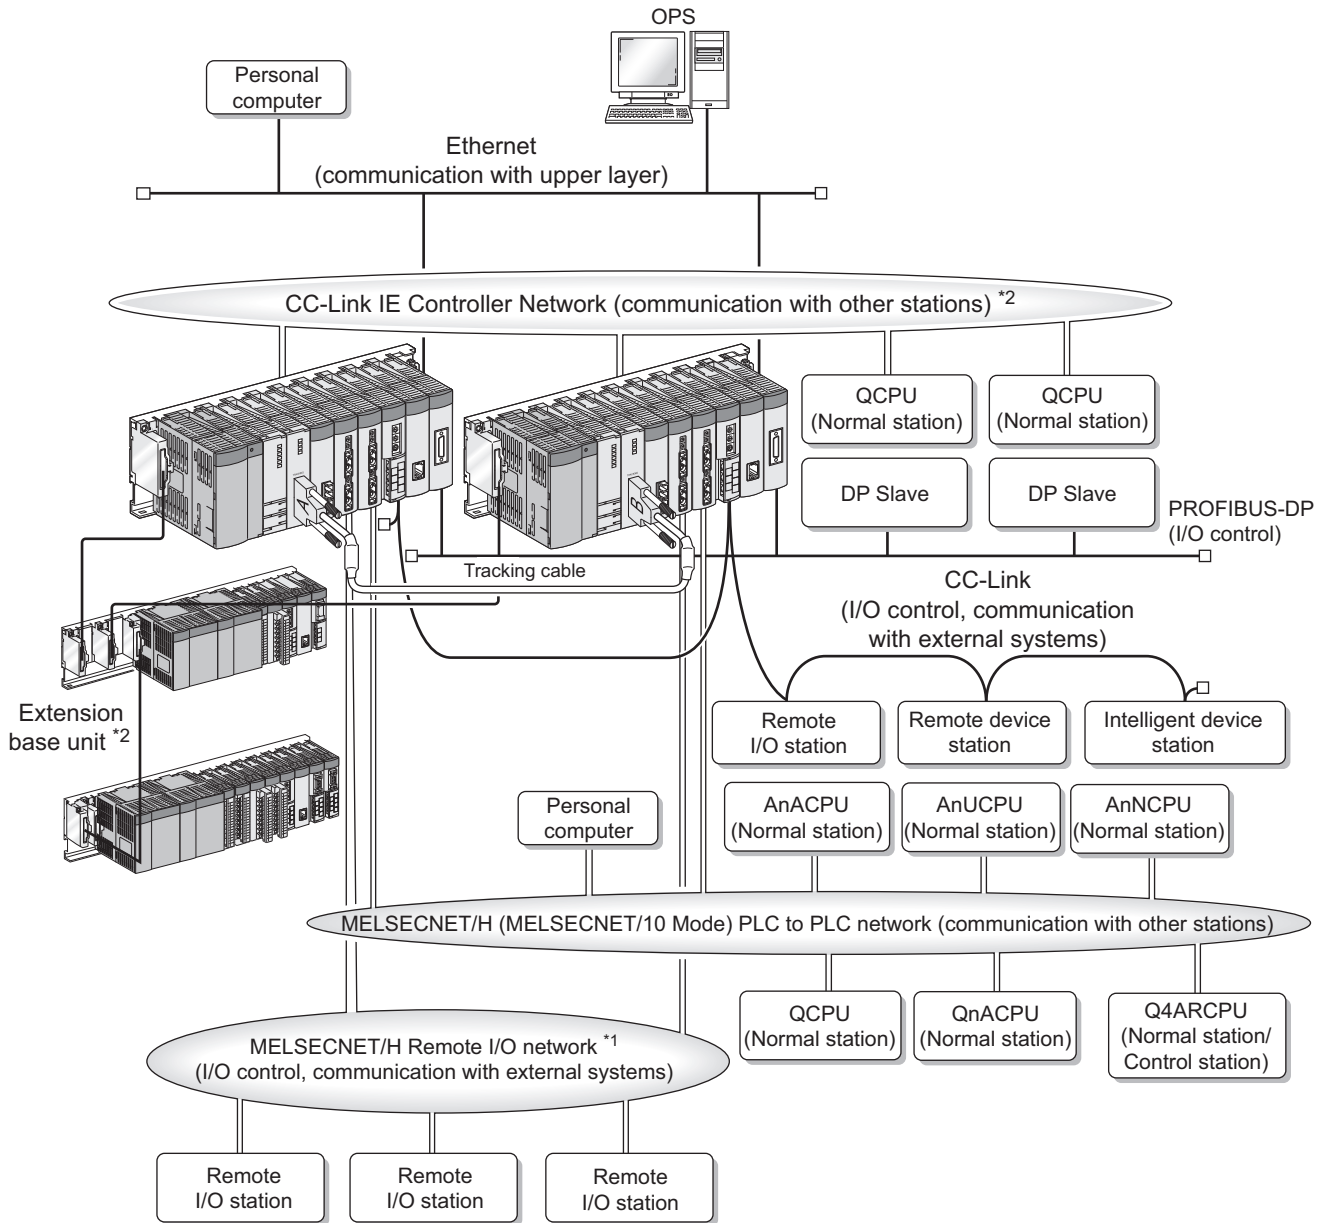 OPS
Personal
computer
Ethernet
(communication with upper layer)
CC-Link IE Controller Network (communication with other stations) *2
QCPU
(Normal station)
QCPU
(Normal station)
DP Slave
DP Slave
PROFIBUS-DP
(I/O control)
Tracking cable
CC-Link
(I/O control, communication
with external systems)
Extension
base unit *2
Remote
I/O station
Remote device
station
Intelligent device
station
Personal
computer
AnACPU
(Normal station)
AnUCPU
(Normal station)
AnNCPU
(Normal station)
MELSECNET/H (MELSECNET/10 Mode) PLC to PLC network (communication with other stations)
QCPU
(Normal station)
QnACPU
(Normal station)
Q4ARCPU
(Normal station/
Control station)
MELSECNET/H Remote I/O network *1
(I/O control, communication with external systems)
Remote
I/O station
Remote
I/O station
Remote
I/O station